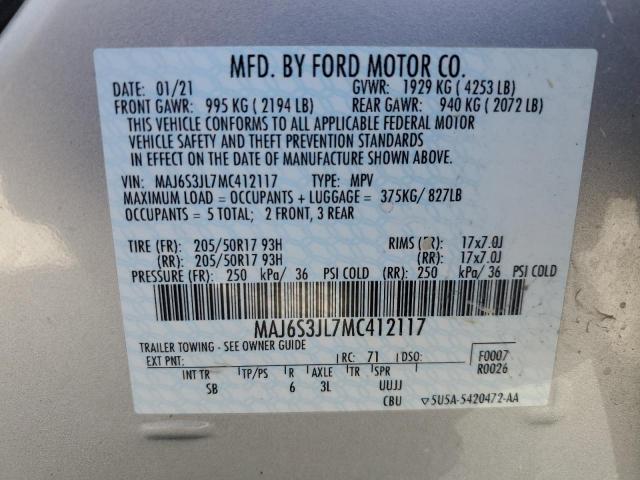 MFD. BY FORD MOTOR CO.
DATE: 01/21 GVWR: 1929 KG ( 4253 LB)
FRONT GAWR: 995 KG ( 2194 LB) REAR GAWR: 940 KG ( 2072 LB)
THIS VEHICLE CONFORMS TO ALL APPLICABLE FEDERAL MOTOR
VEHICLE SAFETY AND THEFT PREVENTION STANDARDS
IN EFFECT ON THE DATE OF MANUFACTURE SHOWN ABOVE.
VIN: MAJ6S3JL7MC412117 TYPE: MPV
MAXIMUM LOAD = OCCUPANTS + LUGGAGE = 375KG/ 827LB
OCCUPANTS = 5 TOTAL; 2 FRONT, 3 REAR
TIRE (FR): 205/50R17 93H RIMS (FR): 17x7.0J
(RR): 205/50R17 93H (RR): 17x7.0J
PRESSURE (FR): 250 kPa/ 36 PSI COLD (RR): 250 kPa/ 36 PSI COLD
MAJ6S3JL7MC412117
TRAILER TOWING - SEE OWNER GUIDE
EXT PNT: RC: 71 DSO: F0007
R0026
INT TR TP/PS R AXLE TR SPR
SB 6 3L UUJJ
CBU ▽5U5A-5420472-AA